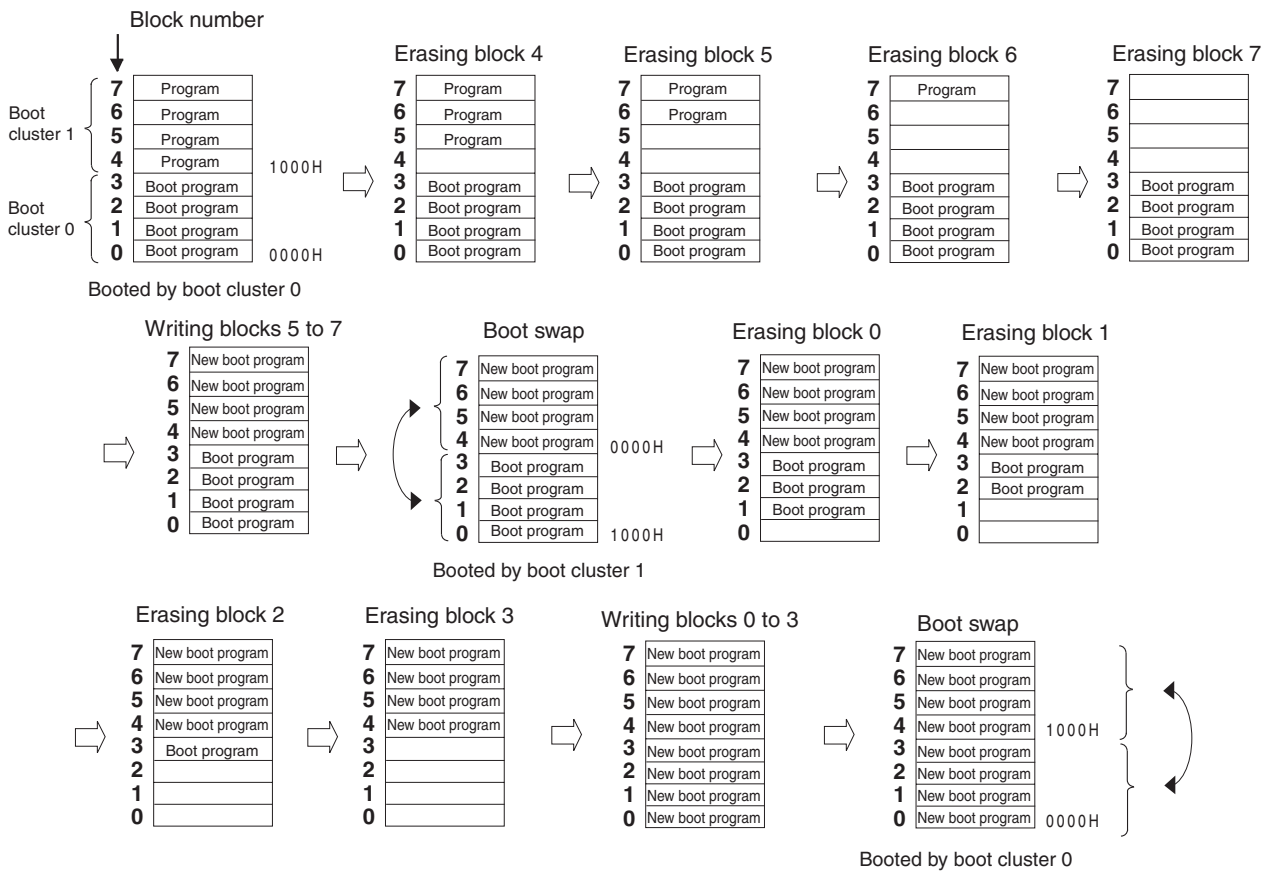 Block number
Erasing block 4
Erasing block 5
Erasing block 6
Erasing block 7
Boot
cluster 1
Boot
cluster 0
7 Program
6 Program
5 Program
4 Program
1000H
3 Boot program
2 Boot program
1 Boot program
0 Boot program
0000H
7 Program
6 Program
5 Program
4
3 Boot program
2 Boot program
1 Boot program
0 Boot program
7 Program
6 Program
5
4
3 Boot program
2 Boot program
1 Boot program
0 Boot program
7 Program
6
5
4
3 Boot program
2 Boot program
1 Boot program
0 Boot program
7
6
5
4
3 Boot program
2 Boot program
1 Boot program
0 Boot program
Booted by boot cluster 0
Writing blocks 5 to 7
7 New boot program
6 New boot program
5 New boot program
4 New boot program
3 Boot program
2 Boot program
1 Boot program
0 Boot program
Boot swap
7 New boot program
6 New boot program
5 New boot program
4 New boot program
0000H
3 Boot program
2 Boot program
1 Boot program
0 Boot program
1000H
Booted by boot cluster 1
Erasing block 0
7 New boot program
6 New boot program
5 New boot program
4 New boot program
3 Boot program
2 Boot program
1 Boot program
0
Erasing block 1
7 New boot program
6 New boot program
5 New boot program
4 New boot program
3 Boot program
2 Boot program
1
0
Erasing block 2
7 New boot program
6 New boot program
5 New boot program
4 New boot program
3 Boot program
2
1
0
Erasing block 3
7 New boot program
6 New boot program
5 New boot program
4 New boot program
3
2
1
0
Writing blocks 0 to 3
7 New boot program
6 New boot program
5 New boot program
4 New boot program
3 New boot program
2 New boot program
1 New boot program
0 New boot program
Boot swap
7 New boot program
6 New boot program
5 New boot program
4 New boot program
1000H
3 New boot program
2 New boot program
1 New boot program
0 New boot program
0000H
Booted by boot cluster 0